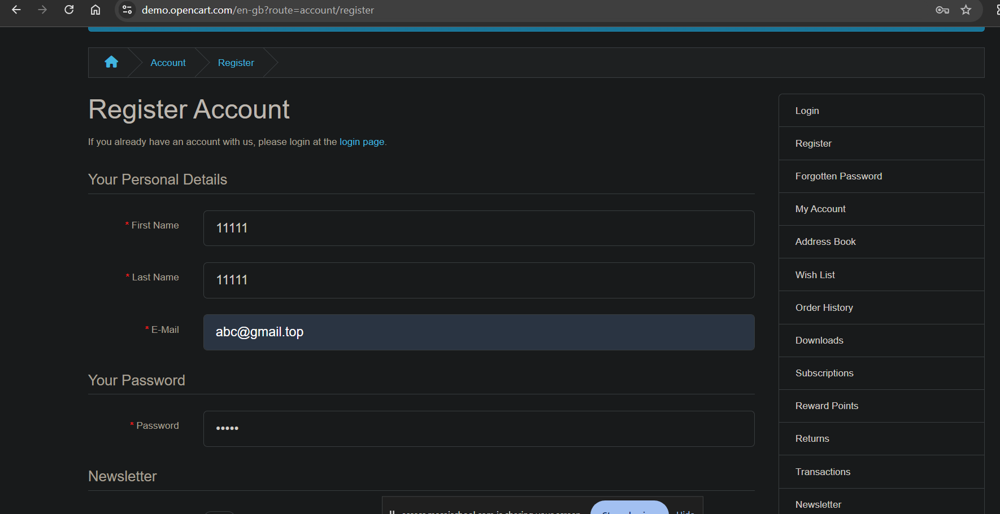 demo.opencart.com/en-gb?route=account/register
Account
Register
Register Account
If you already have an account with us, please login at the login page.
Your Personal Details
* First Name
11111
* Last Name
11111
* E-Mail
abc@gmail.top
Your Password
* Password
•••••
Newsletter
Login
Register
Forgotten Password
My Account
Address Book
Wish List
Order History
Downloads
Subscriptions
Reward Points
Returns
Transactions
Newsletter
is sharing your screen.
Hide